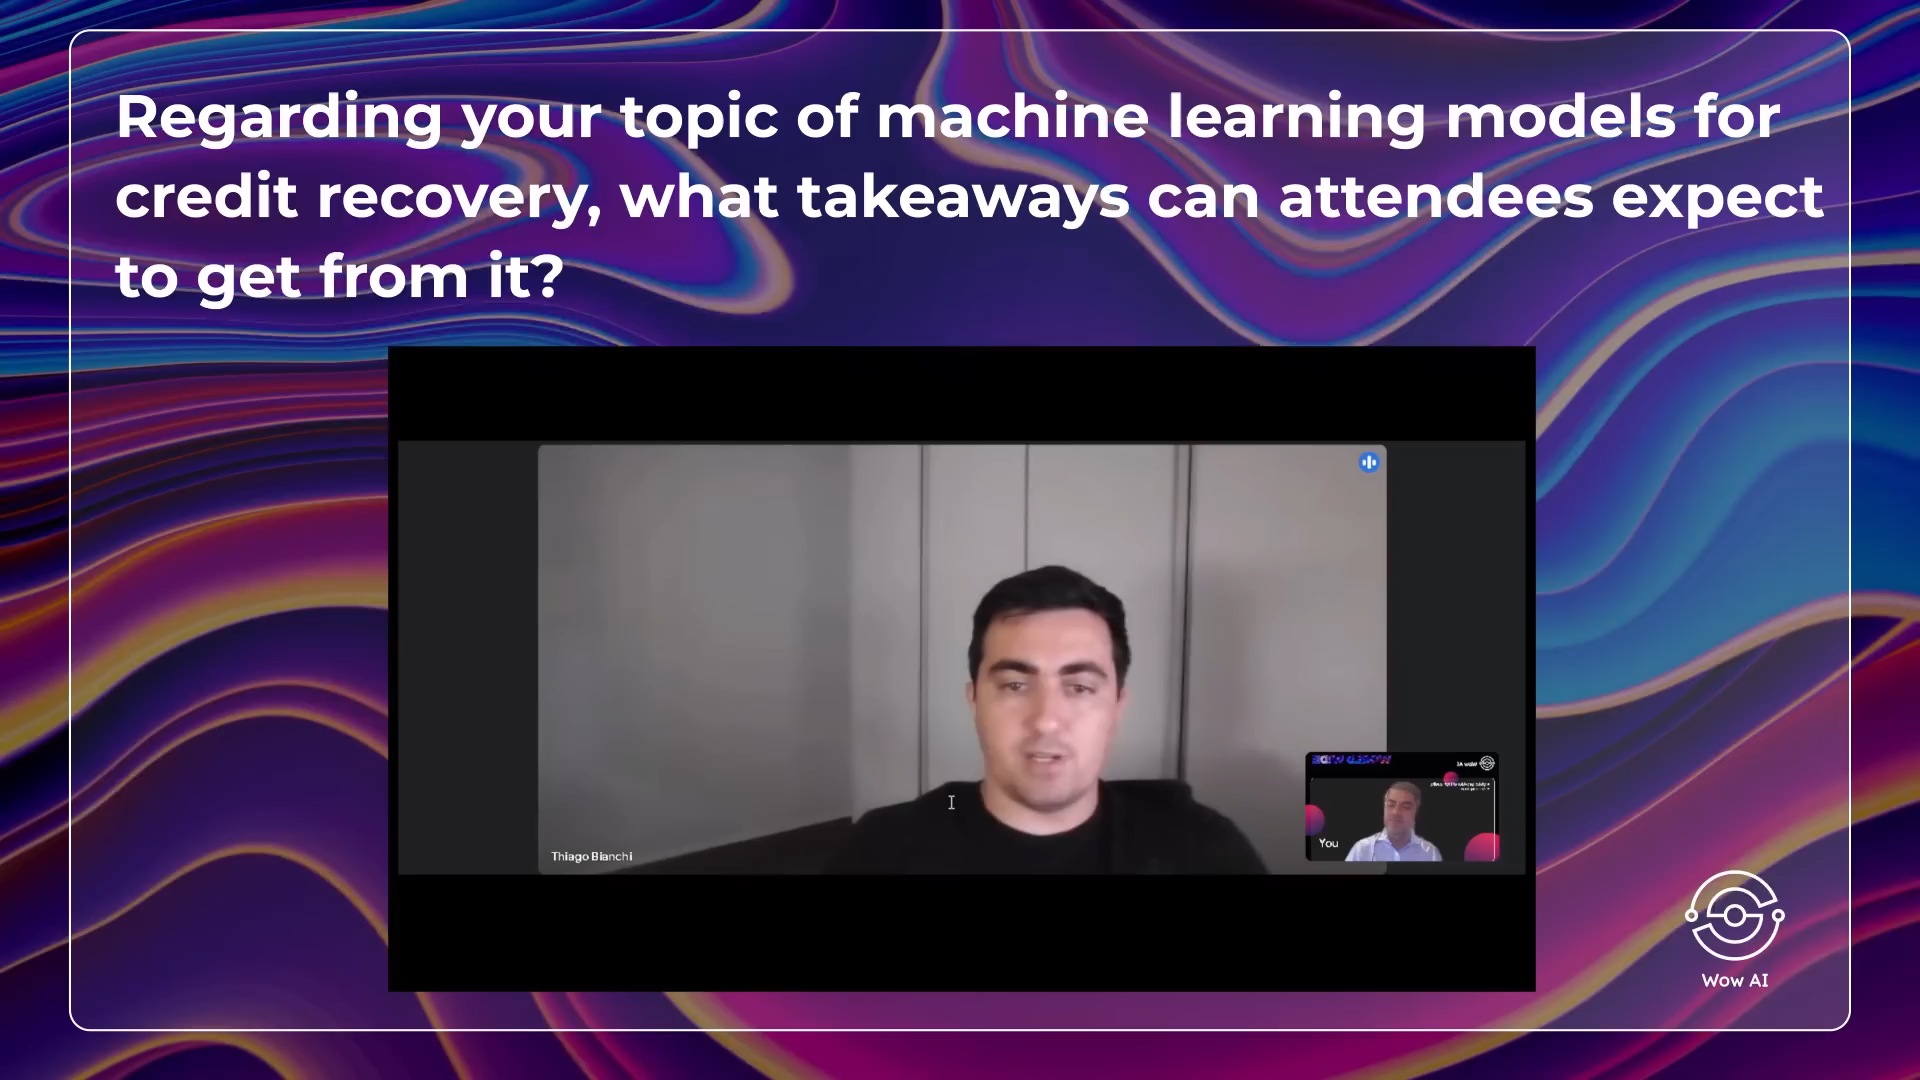 Regarding your topic of machine learning models for
credit recovery, what takeaways can attendees expect
to get from it?
Thiago Bianchi
You
Wow AI